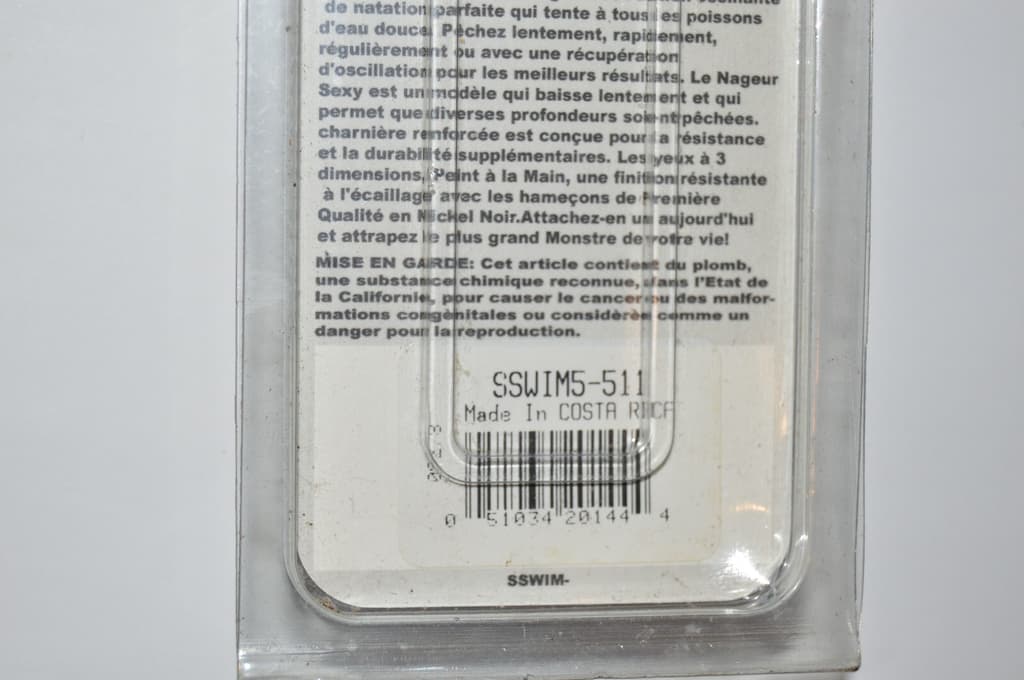 de natation parfaite qui tente à tous les poissons
d'eau douce. Pêchez lentement, rapidement,
régulièrement ou avec une récupération
d'oscillation pour les meilleurs résultats. Le Nageur
Sexy est un modèle qui baisse lentement et qui
permet que diverses profondeurs soient pêchées.
charnière renforcée est conçue pour la résistance
et la durabilité supplémentaires. Les yeux à 3
dimensions, Peint à la Main, une finition résistante
à l'écaillage avec les hameçons de Première
Qualité en Nickel Noir.Attachez-en un aujourd'hui
et attrapez le plus grand Monstre de votre vie!
MISE EN GARDE: Cet article contient du plomb,
une substance chimique reconnue, dans l'Etat de
la Californie, pour causer le cancer ou des malfor-
mations congénitales ou considérée comme un
danger pour la reproduction.
SSWIM5-511
Made In COSTA RICA
0 51034 20144 4
SSWIM-